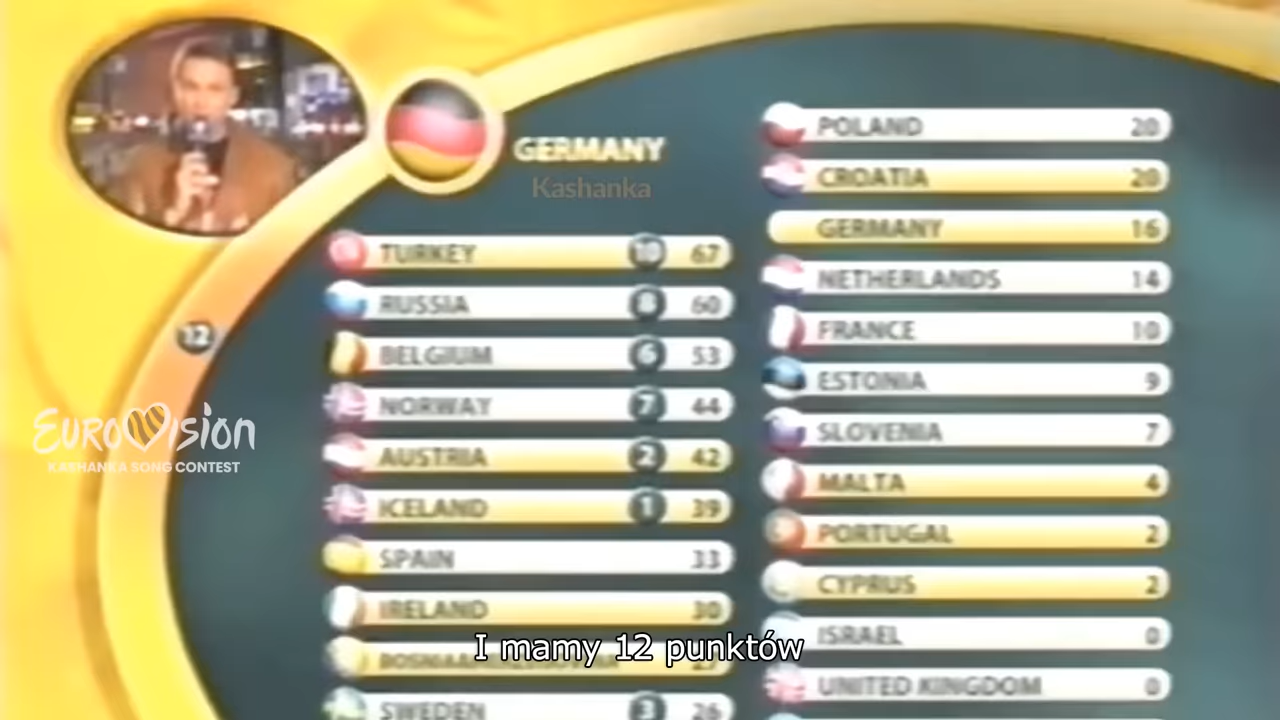 GERMANY
Kashanka
TURKEY 10 67
RUSSIA 8 60
BELGIUM 6 53
NORWAY 7 44
AUSTRIA 2 42
ICELAND 1 39
SPAIN 33
IRELAND 30
SWEDEN 3 26
12
EUROVISION
KASHANKA SONG CONTEST
POLAND 20
CROATIA 20
GERMANY 16
NETHERLANDS 14
FRANCE 10
ESTONIA 9
SLOVENIA 7
MALTA 4
PORTUGAL 2
CYPRUS 2
ISRAEL 0
UNITED KINGDOM 0
I mamy 12 punktów